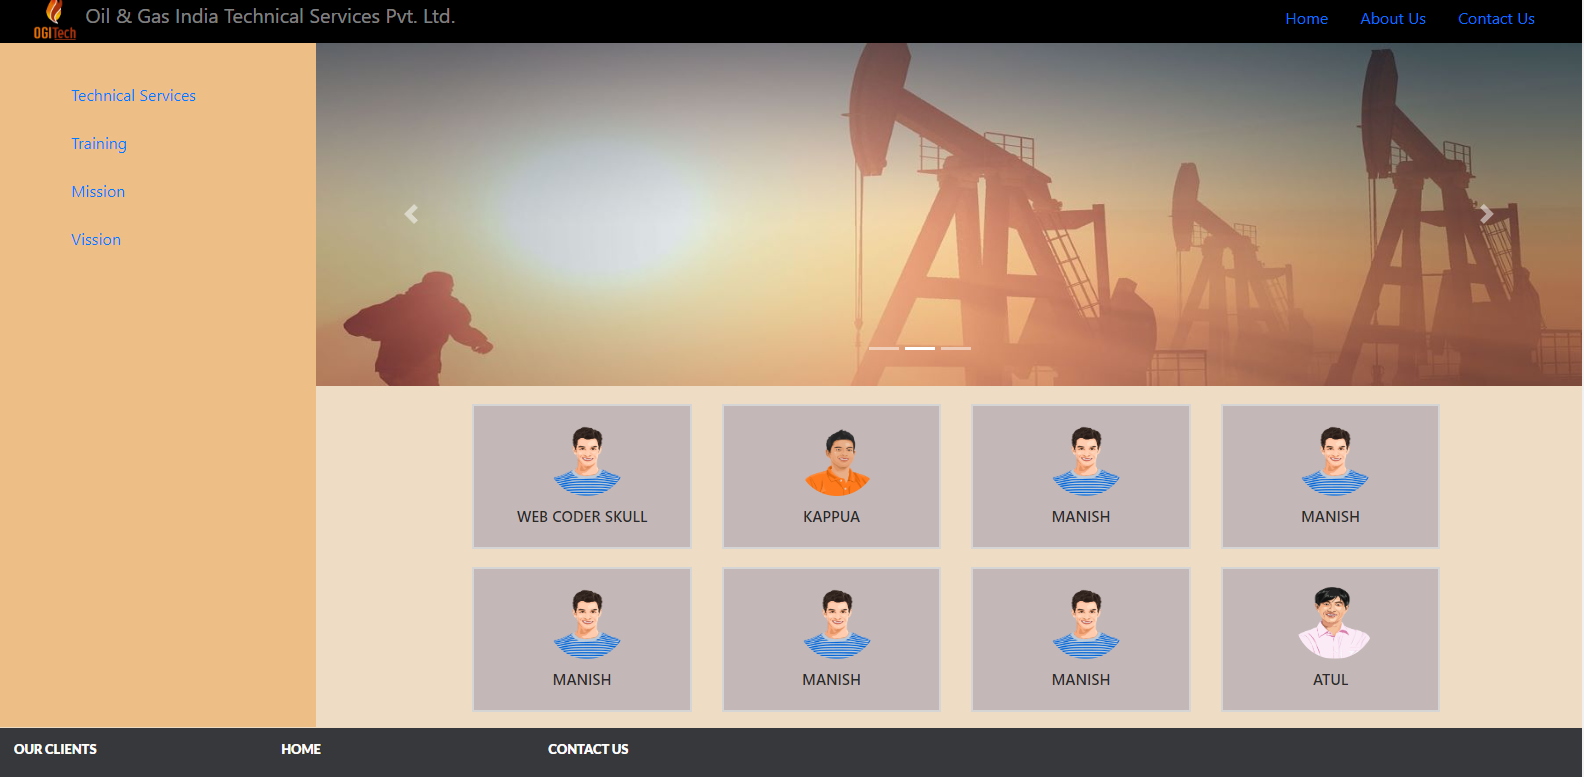 OGITech
Oil & Gas India Technical Services Pvt. Ltd.
Home
About Us
Contact Us
Technical Services
Training
Mission
Vission
WEB CODER SKULL
KAPPUA
MANISH
MANISH
MANISH
MANISH
MANISH
ATUL
OUR CLIENTS
HOME
CONTACT US